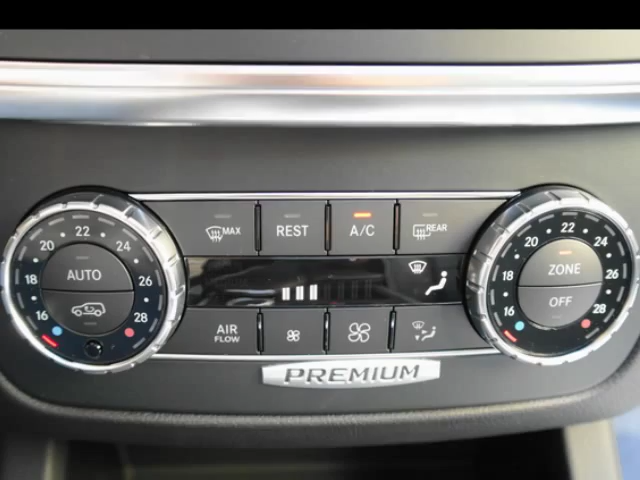 MAX REST A/C REAR
20 22 24
18 AUTO 26
16 28
20 22 24
18 ZONE 26
16 OFF 28
AIR
FLOW
PREMIUM